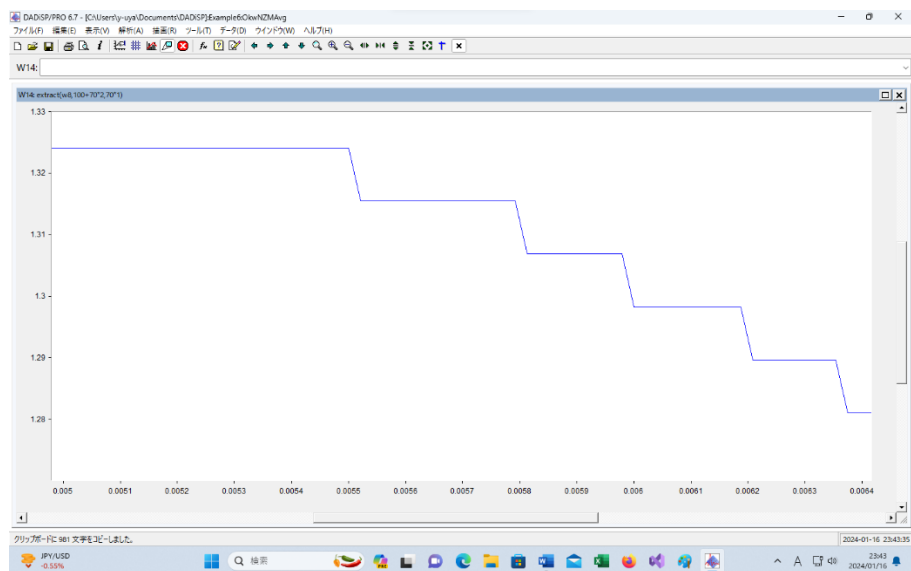 DADiSP/PRO 6.7 - [C:\Users\y-uya\Documents\DADiSP]:Example6:OkwNZMAvg
ファイル(F) 編集(E) 表示(V) 解析(A) 描画(R) ツール(T) データ(D) ウインドウ(W) ヘルプ(H)
W14:
W14: extract(w8,100+70*2,70*1)
1.33
1.32
1.31
1.3
1.29
1.28
0.005 0.0051 0.0052 0.0053 0.0054 0.0055 0.0056 0.0057 0.0058 0.0059 0.006 0.0061 0.0062 0.0063 0.0064
クリップボードに 981 文字をコピーしました。 2024-01-16 23:43:35
JPY/USD
-0.55%
検索
A
23:43
2024/01/16